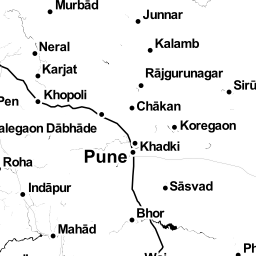 Murbād
Junnar
Neral
Kalamb
Karjat
Rājgurunagar
Sirū
Pen
Khopoli
Chākan
alegaon Dābhāde
Koregaon
Khadki
Pune
Roha
Indāpur
Sāsvad
Bhor
Mahād
Wai
Ph